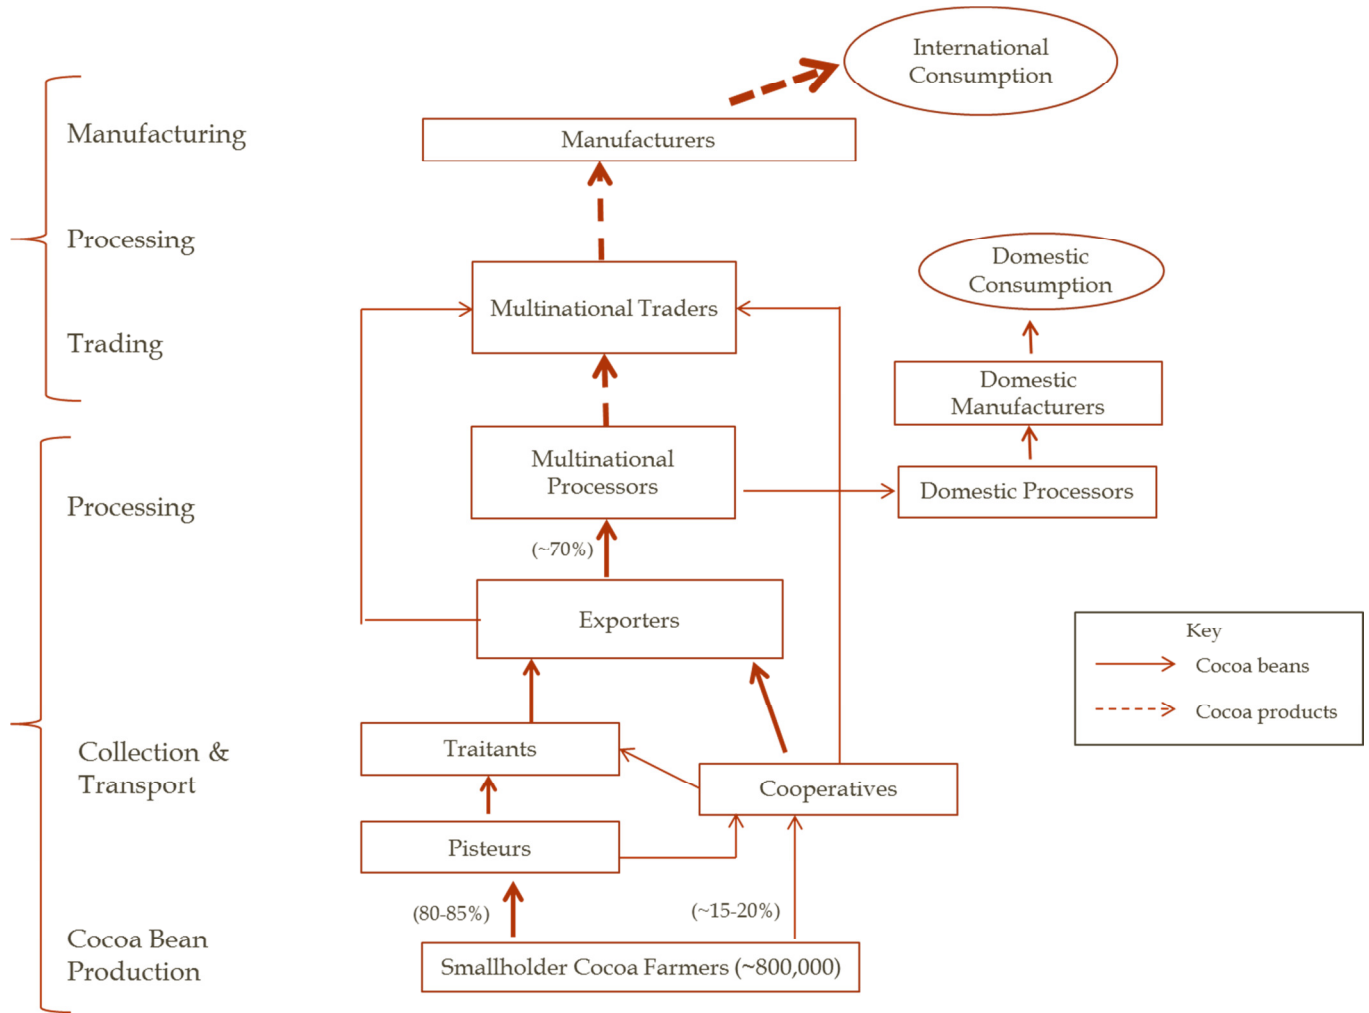 International
Consumption
Manufacturing
Manufacturers
Processing
Domestic
Consumption
Multinational Traders
Trading
Domestic
Manufacturers
Multinational
Processors
Domestic Processors
Processing
(~70%)
Exporters
Key
Cocoa beans
Cocoa products
Collection &
Transport
Traitants
Cooperatives
Pisteurs
(80-85%)
(~15-20%)
Cocoa Bean
Production
Smallholder Cocoa Farmers (~800,000)